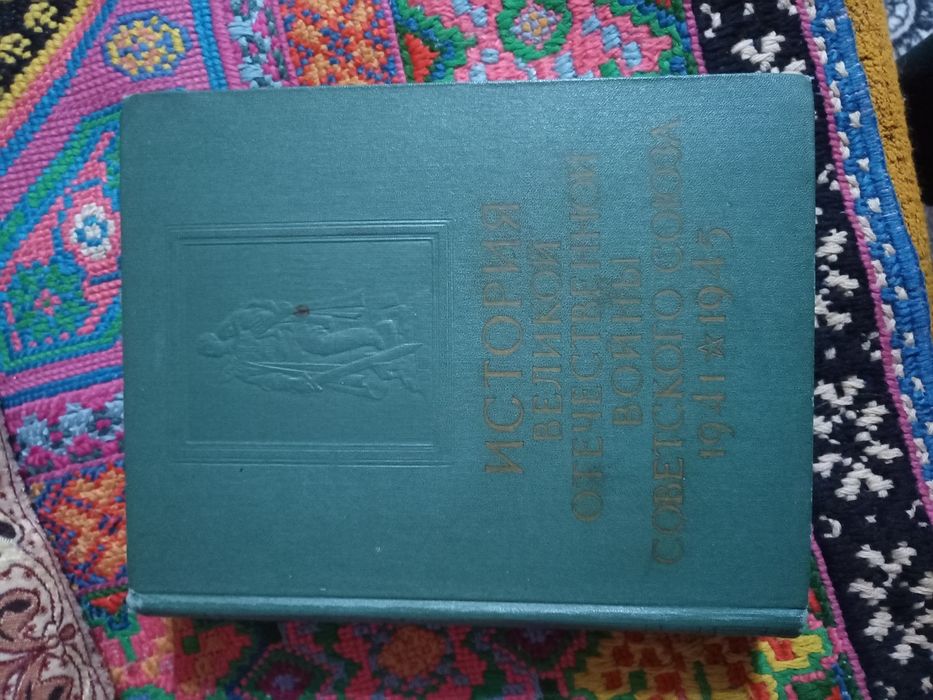 ИСТОРИЯ
ВЕЛИКОЙ
ОТЕЧЕСТВЕННОЙ
ВОЙНЫ
СОВЕТСКОГО СОЮЗА
1941 ★ 1945